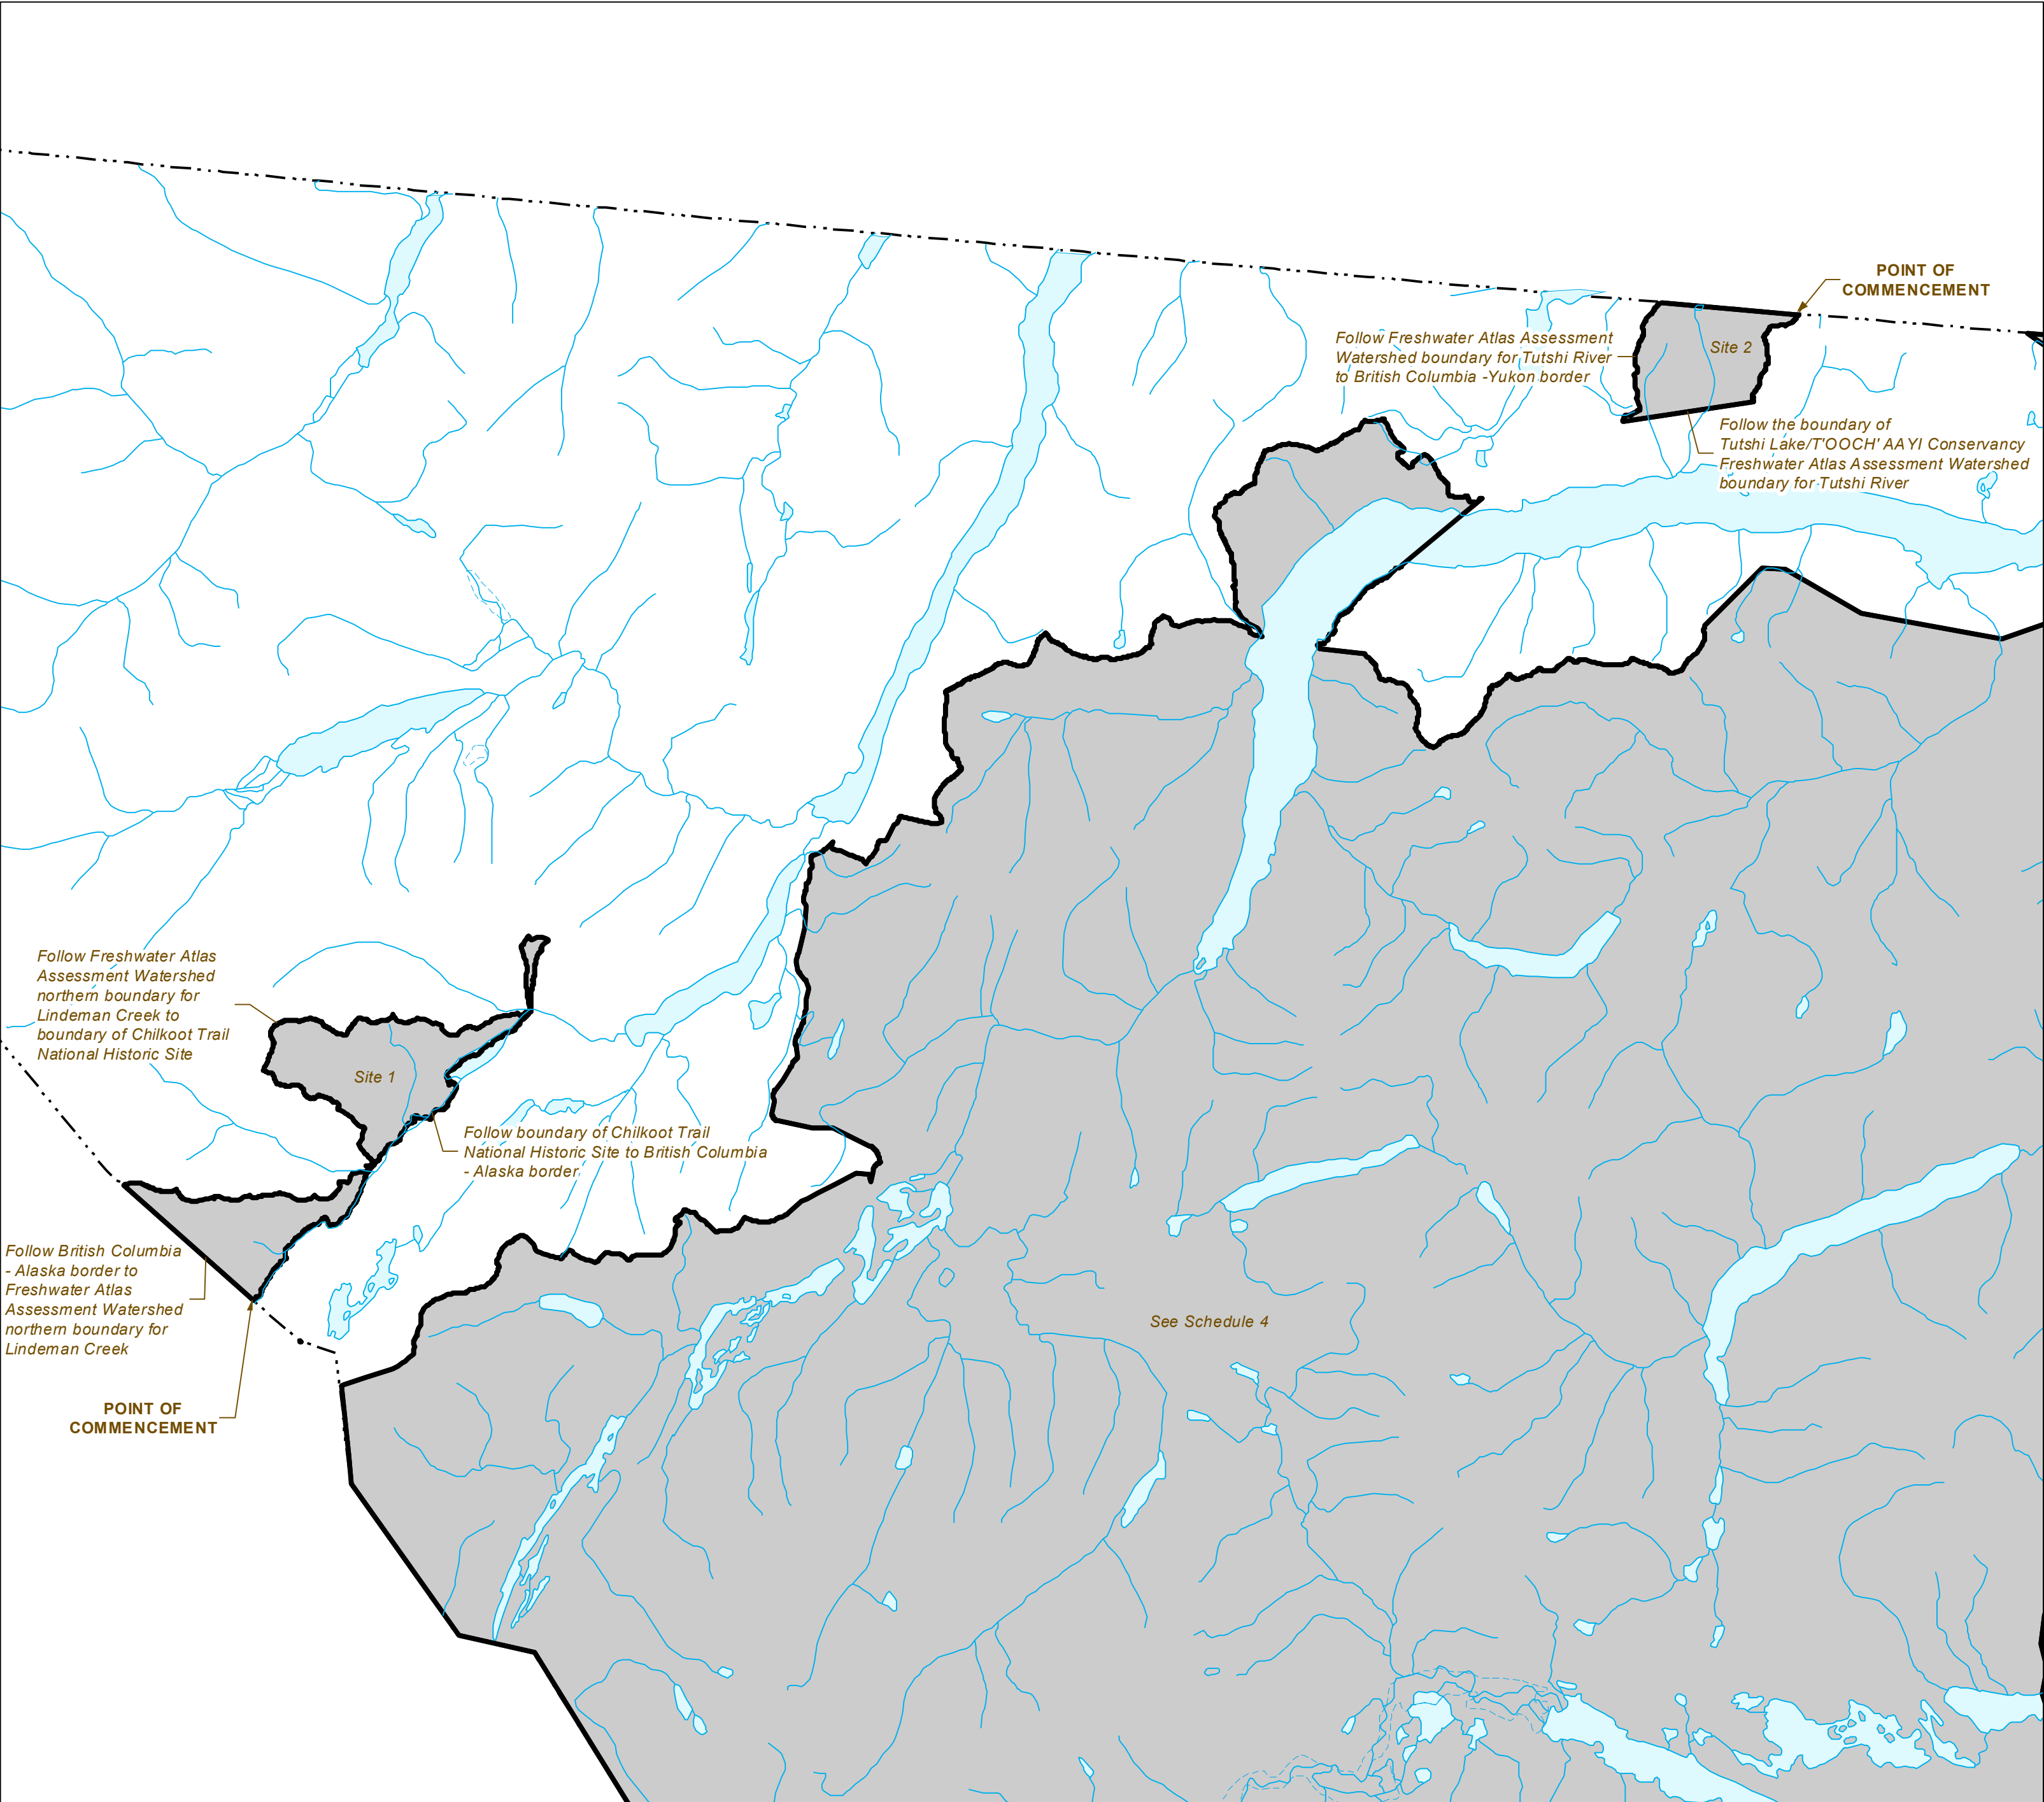 POINT OF
COMMENCEMENT
Follow Freshwater Atlas Assessment
Watershed boundary for Tutshi River
to British Columbia -Yukon border
Site 2
Follow the boundary of
Tutshi Lake/T'OOCH' AAYI Conservancy
Freshwater Atlas Assessment Watershed
boundary for Tutshi River
Follow Freshwater Atlas
Assessment Watershed
northern boundary for
Lindeman Creek to
boundary of Chilkoot Trail
National Historic Site
Site 1
Follow boundary of Chilkoot Trail
National Historic Site to British Columbia
- Alaska border
Follow British Columbia
- Alaska border to
Freshwater Atlas
Assessment Watershed
northern boundary for
Lindeman Creek
See Schedule 4
POINT OF
COMMENCEMENT